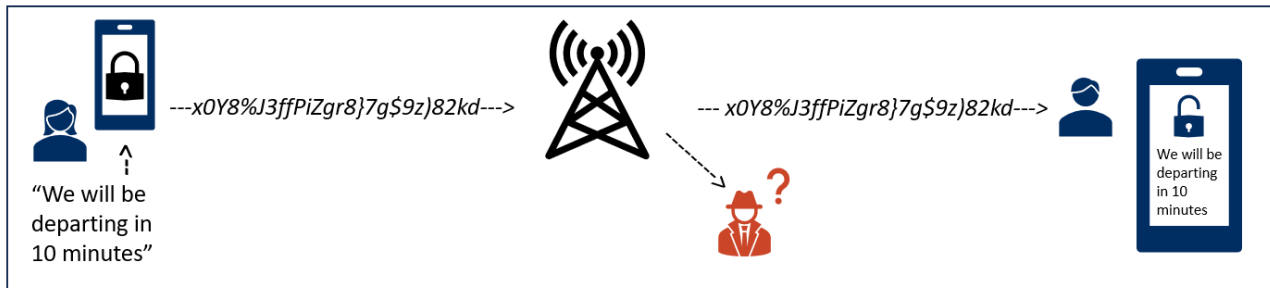 “We will be
departing in
10 minutes”
---x0Y8%J3ffPiZgr8}7g$9z)82kd--->
--- x0Y8%J3ffPiZgr8}7g$9z)82kd--->
?
We will be
departing
in 10
minutes